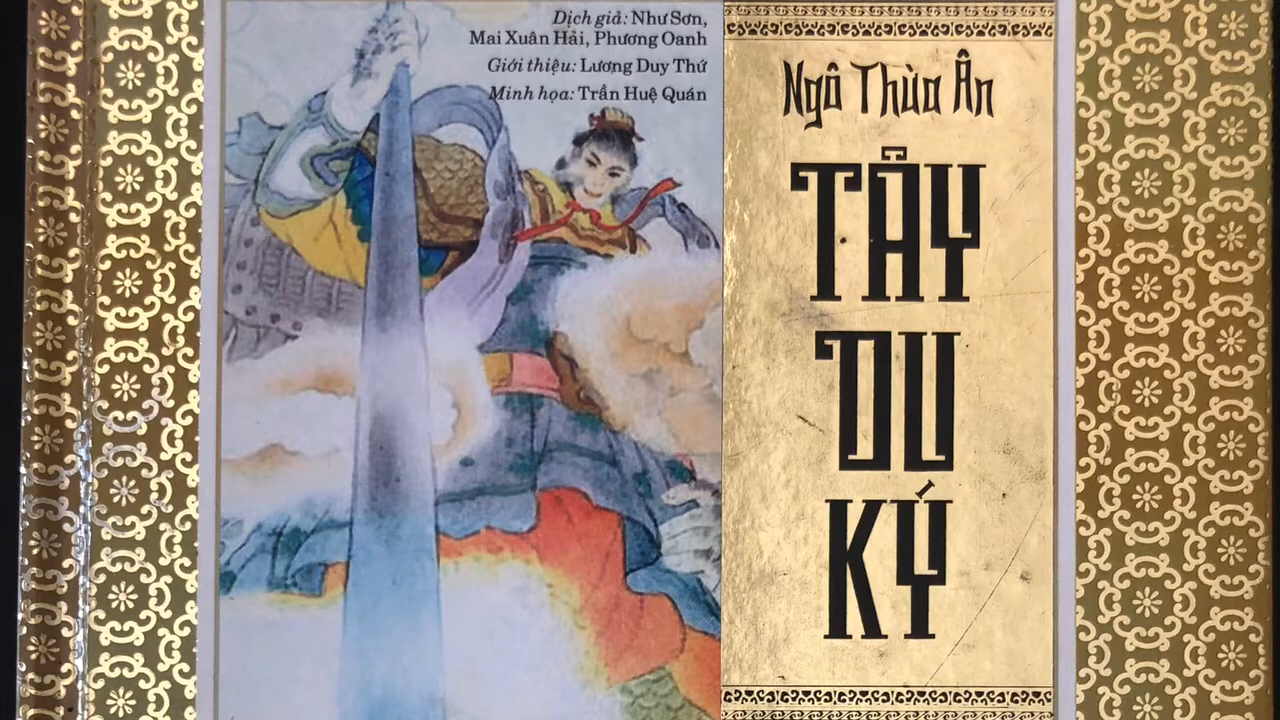 Dịch giả: Như Sơn,
Mai Xuân Hải, Phương Oanh
Giới thiệu: Lương Duy Thứ
Minh họa: Trần Huệ Quán
Ngô Thừa Ân
TÂY
DU
KÝ